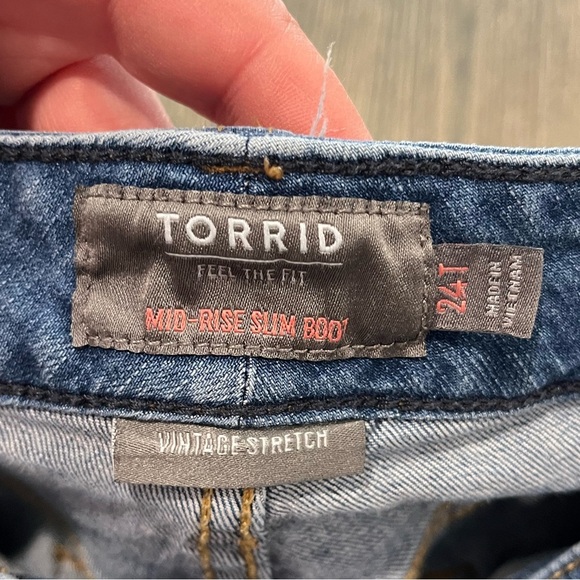 TORRID
FEEL THE FIT
MID-RISE SLIM BOOT
24T
MADE IN
VIETNAM
VINTAGE STRETCH